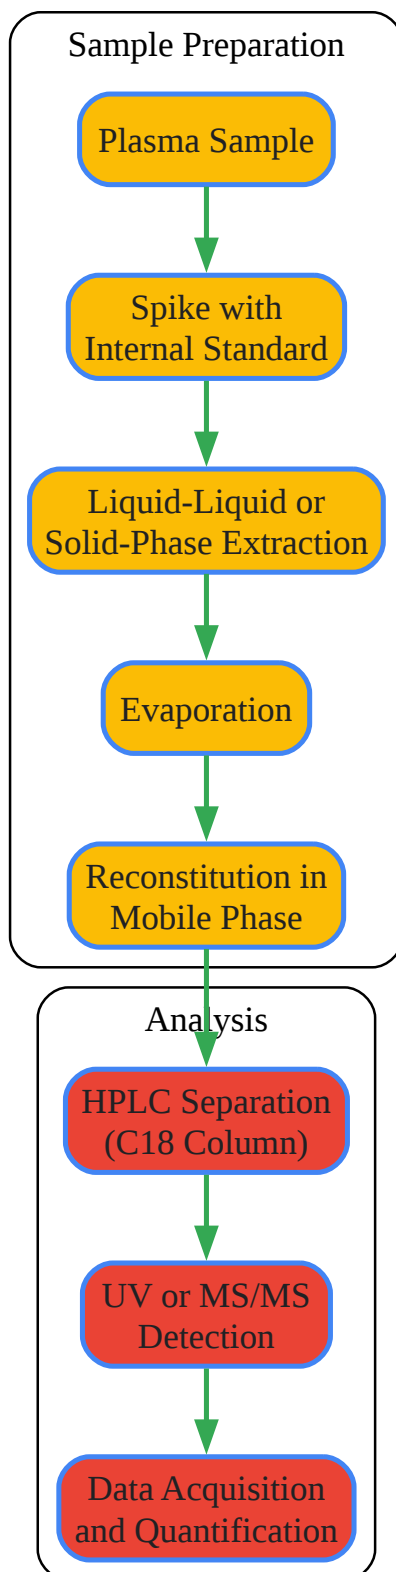 Sample Preparation
Plasma Sample
Spike with
Internal Standard
Liquid-Liquid or
Solid-Phase Extraction
Evaporation
Reconstitution in
Mobile Phase
Analysis
HPLC Separation
(C18 Column)
UV or MS/MS
Detection
Data Acquisition
and Quantification